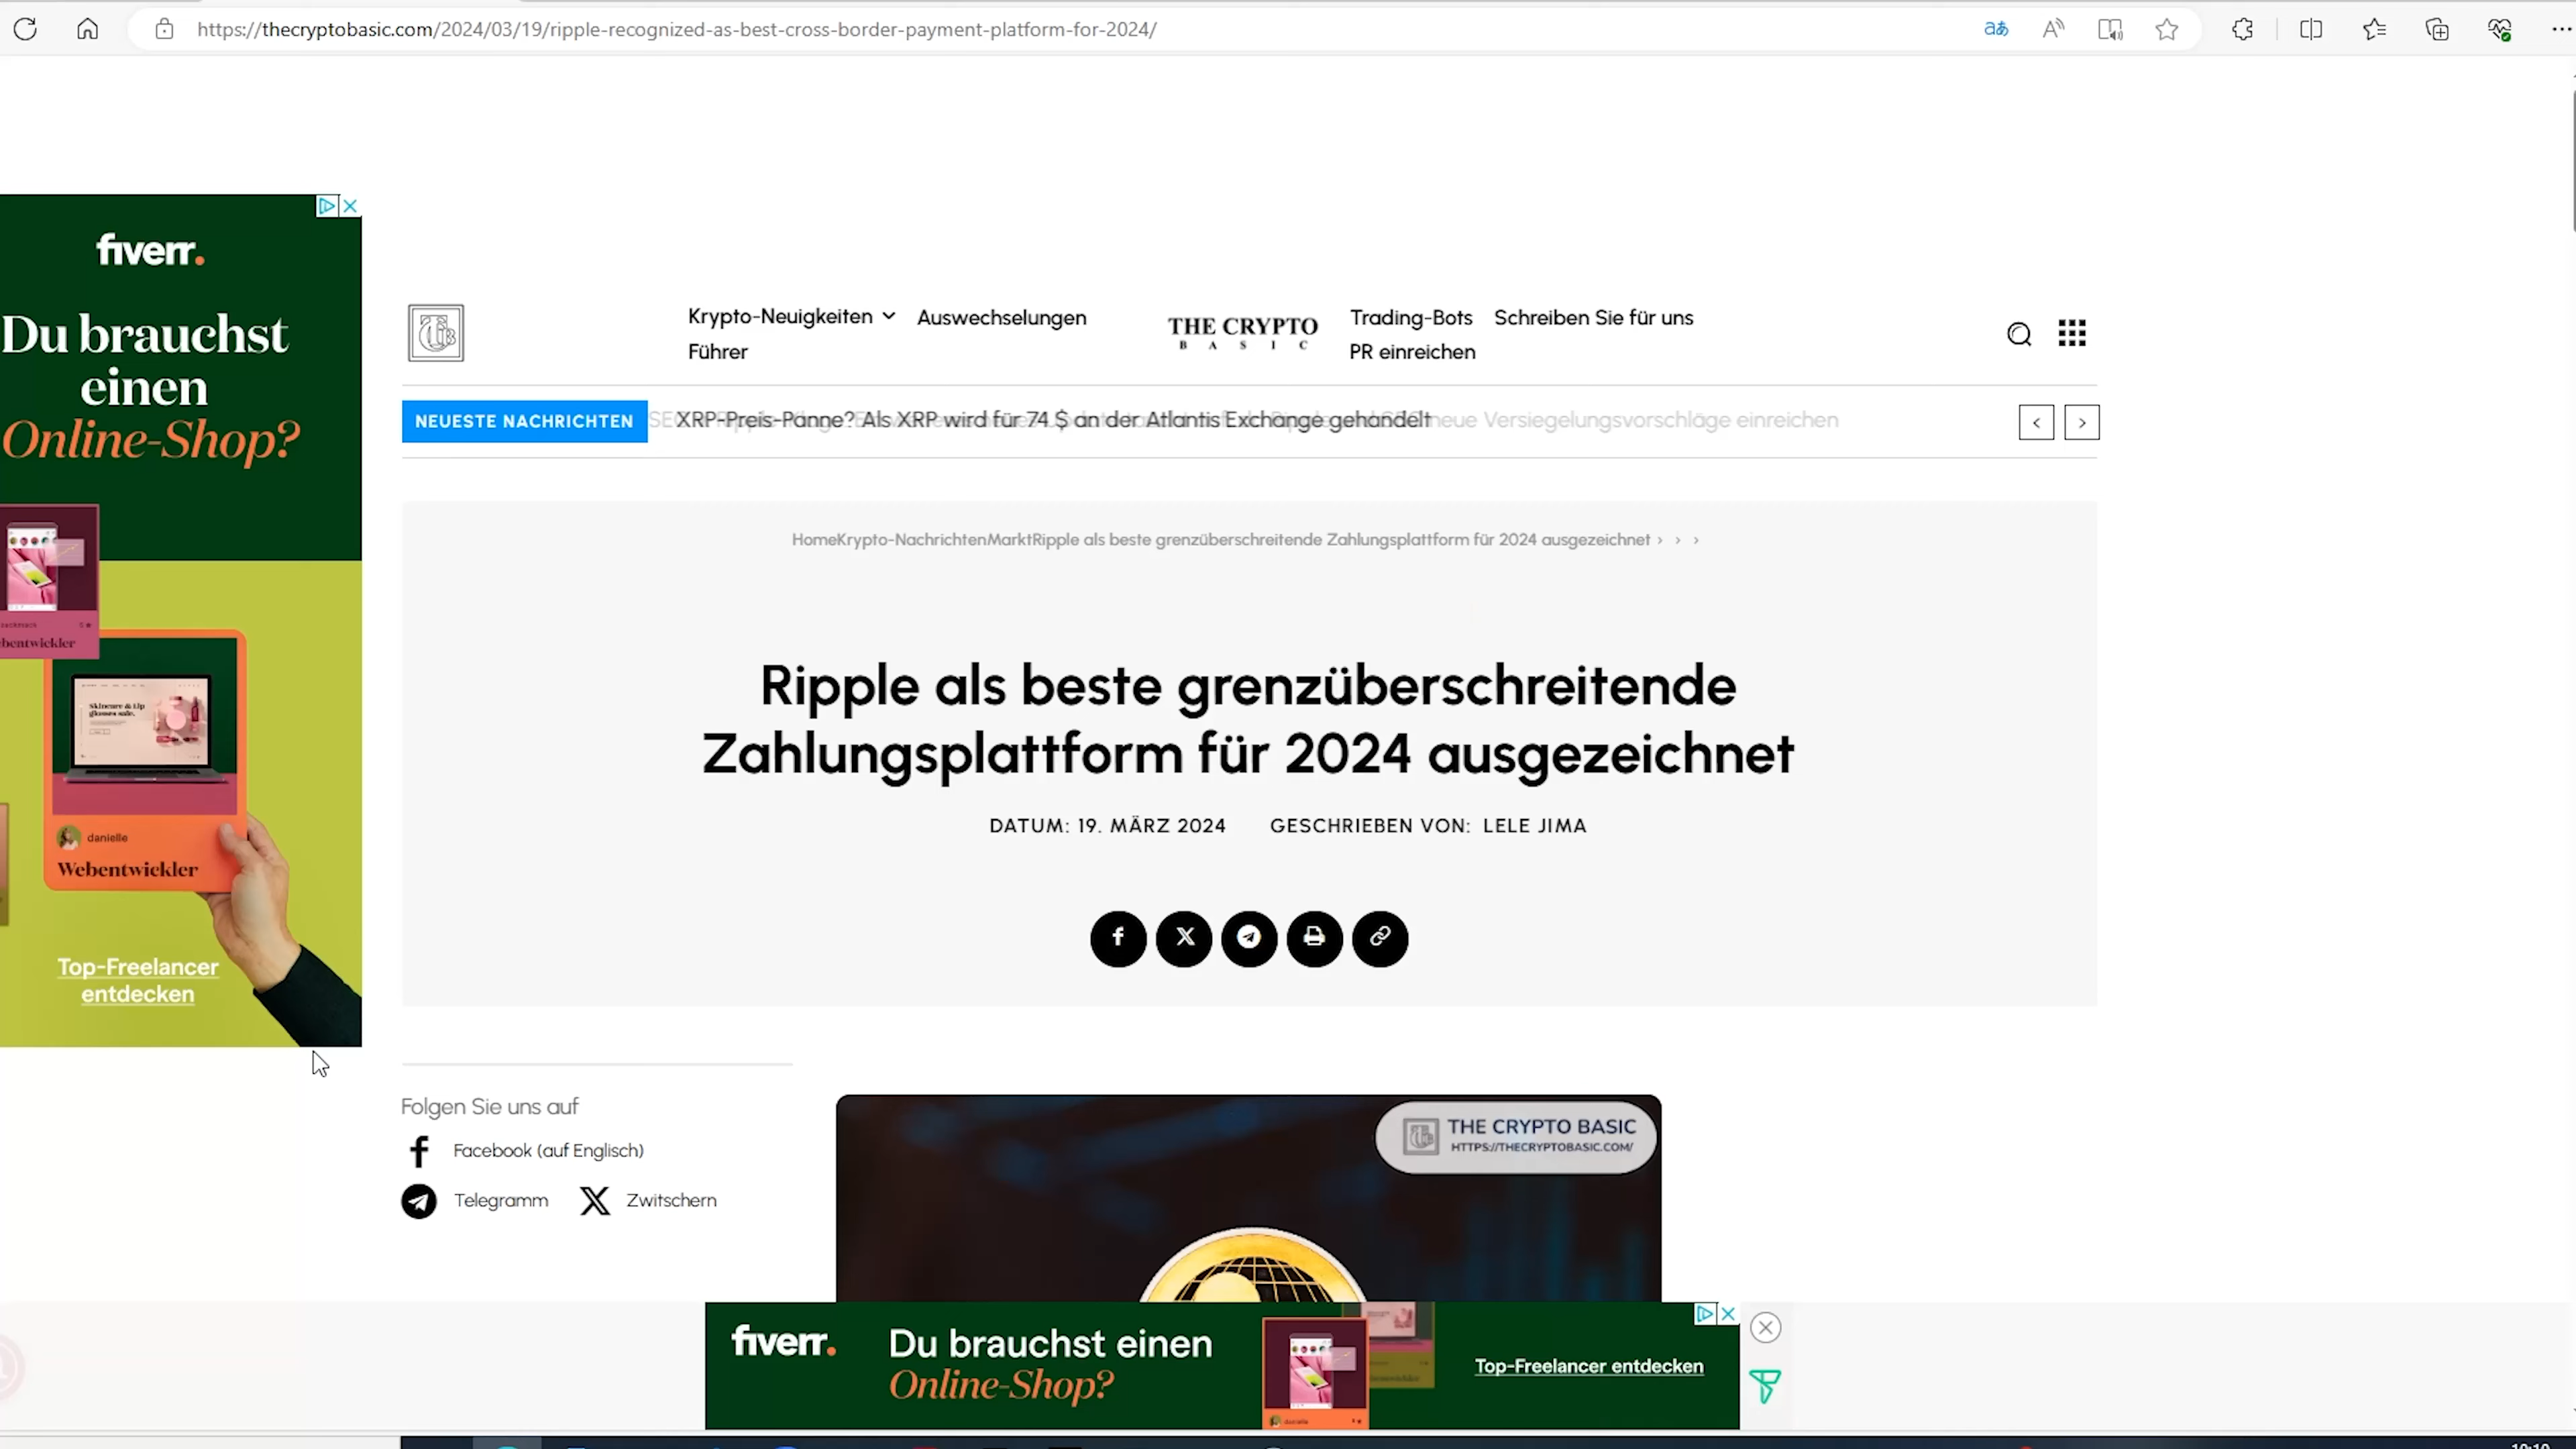 https://thecryptobasic.com/2024/03/19/ripple-recognized-as-best-cross-border-payment-platform-for-2024/
fiverr.
Du brauchst
einen
Online-Shop?
bentwickler
danielle
Webentwickler
Top-Freelancer
entdecken
Krypto-Neuigkeiten
Auswechselungen
Führer
THE CRYPTO
BASIC
Trading-Bots
Schreiben Sie für uns
PR einreichen
NEUESTE NACHRICHTEN
XRP-Preis-Panne? Als XRP wird für 74 $ an der Atlantis Exchange gehandelt
neue Versiegelungsvorschläge einreichen
HomeKrypto-NachrichtenMarktRipple als beste grenzüberschreitende Zahlungsplattform für 2024 ausgezeichnet › › ›
Ripple als beste grenzüberschreitende
Zahlungsplattform für 2024 ausgezeichnet
DATUM: 19. MÄRZ 2024 GESCHRIEBEN VON: LELE JIMA
Folgen Sie uns auf
Facebook (auf Englisch)
Telegramm
Zwitschern
THE CRYPTO BASIC
HTTPS://THECRYPTOBASIC.COM/
fiverr.
Du brauchst einen
Online-Shop?
Top-Freelancer entdecken